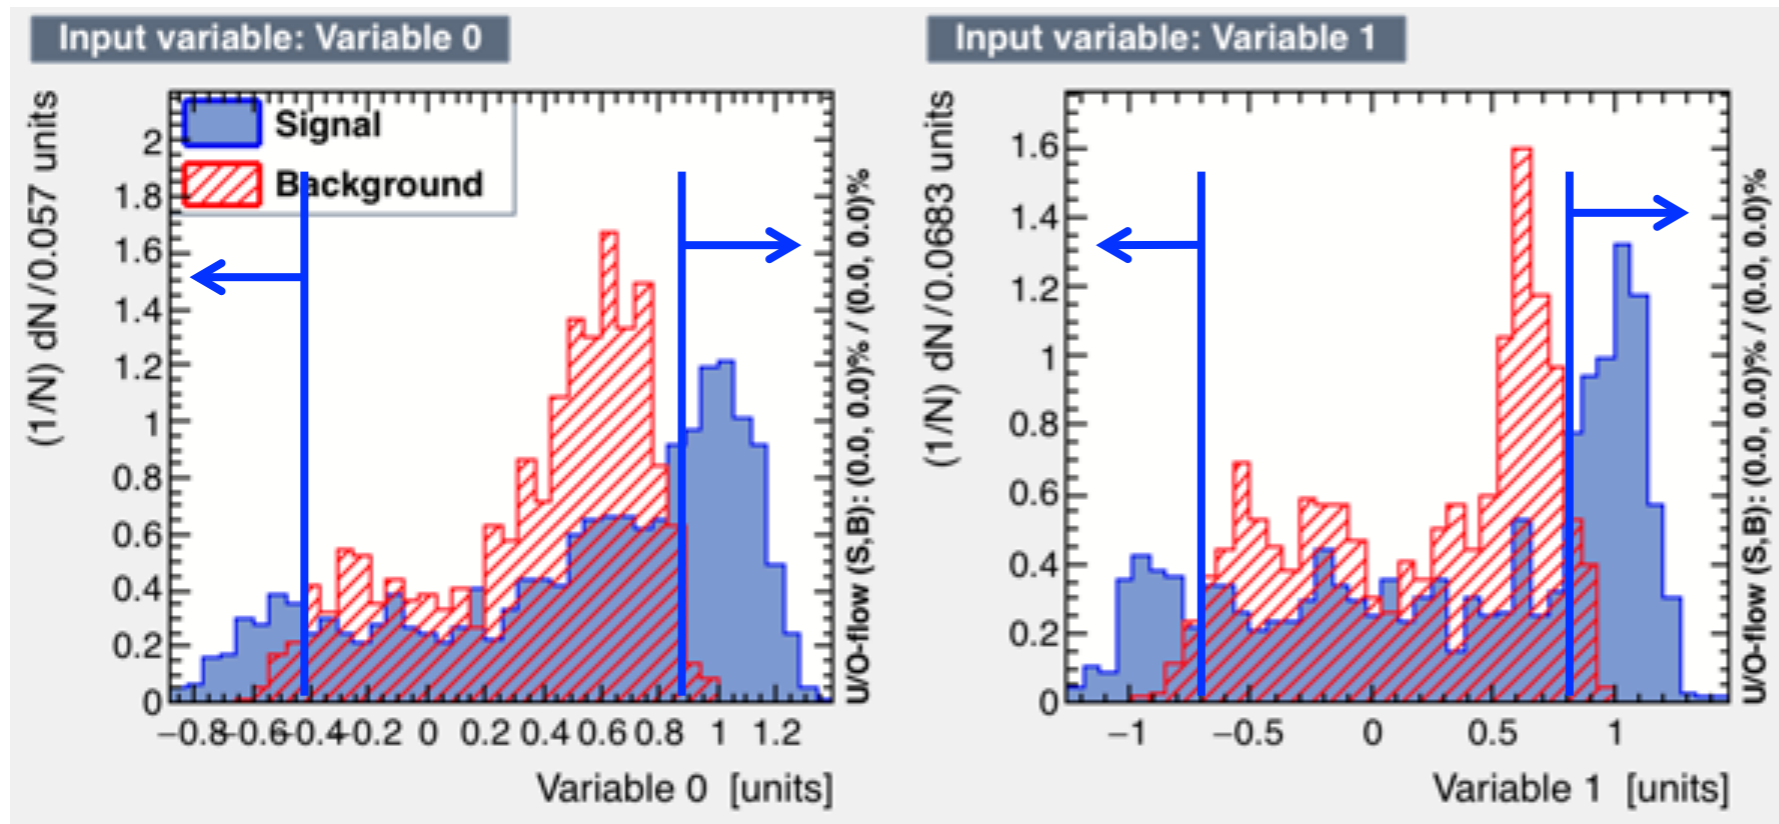 Input variable: Variable 0
(1/N) dN / 0.057 units
2
1.8
1.6
1.4
1.2
1
0.8
0.6
0.4
0.2
0
Signal
Background
−0.8 −0.6 −0.4 −0.2 0 0.2 0.4 0.6 0.8 1 1.2
Variable 0 [units]
U/O-flow (S,B): (0.0, 0.0)% / (0.0, 0.0)%
Input variable: Variable 1
(1/N) dN / 0.0683 units
1.6
1.4
1.2
1
0.8
0.6
0.4
0.2
0
−1 −0.5 0 0.5 1
Variable 1 [units]
U/O-flow (S,B): (0.0, 0.0)% / (0.0, 0.0)%